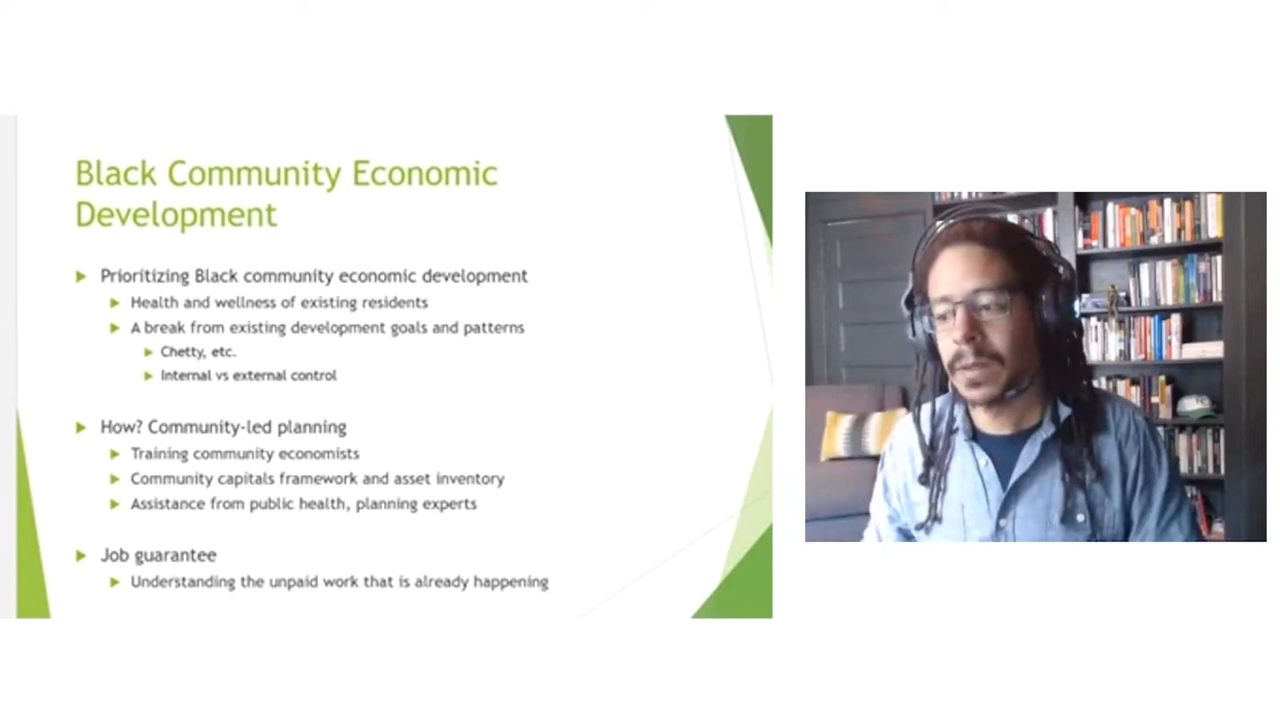 Black Community Economic
Development
Prioritizing Black community economic development
Health and wellness of existing residents
A break from existing development goals and patterns
Chetty, etc.
Internal vs external control
How? Community-led planning
Training community economists
Community capitals framework and asset inventory
Assistance from public health, planning experts
Job guarantee
Understanding the unpaid work that is already happening